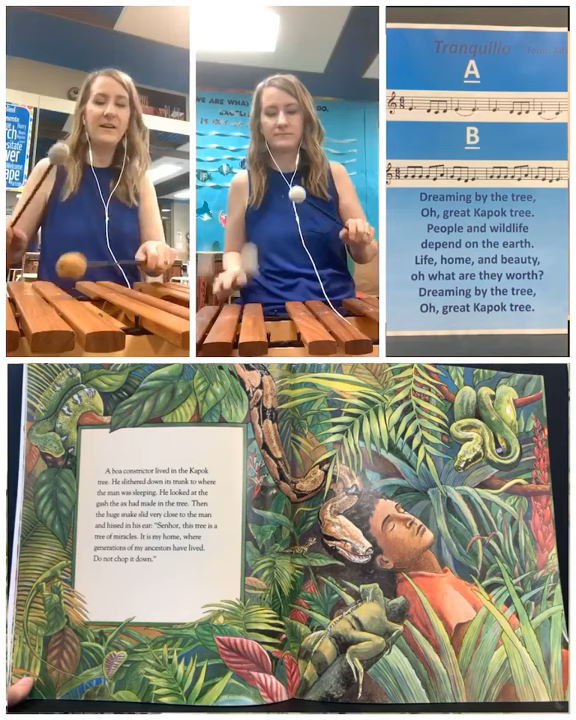 WE ARE WHAT
DO.
Tranquillo
A
B
Dreaming by the tree,
Oh, great Kapok tree.
People and wildlife
depend on the earth.
Life, home, and beauty,
oh what are they worth?
Dreaming by the tree,
Oh, great Kapok tree.
A boa constrictor lived in the Kapok
tree. He slithered down its trunk to where
the man was sleeping. He looked at the
gash the ax had made in the tree. Then
the huge snake slid very close to the man
and hissed in his ear: "Senhor, this tree is a
tree of miracles. It is my home, where
generations of my ancestors have lived.
Do not chop it down."